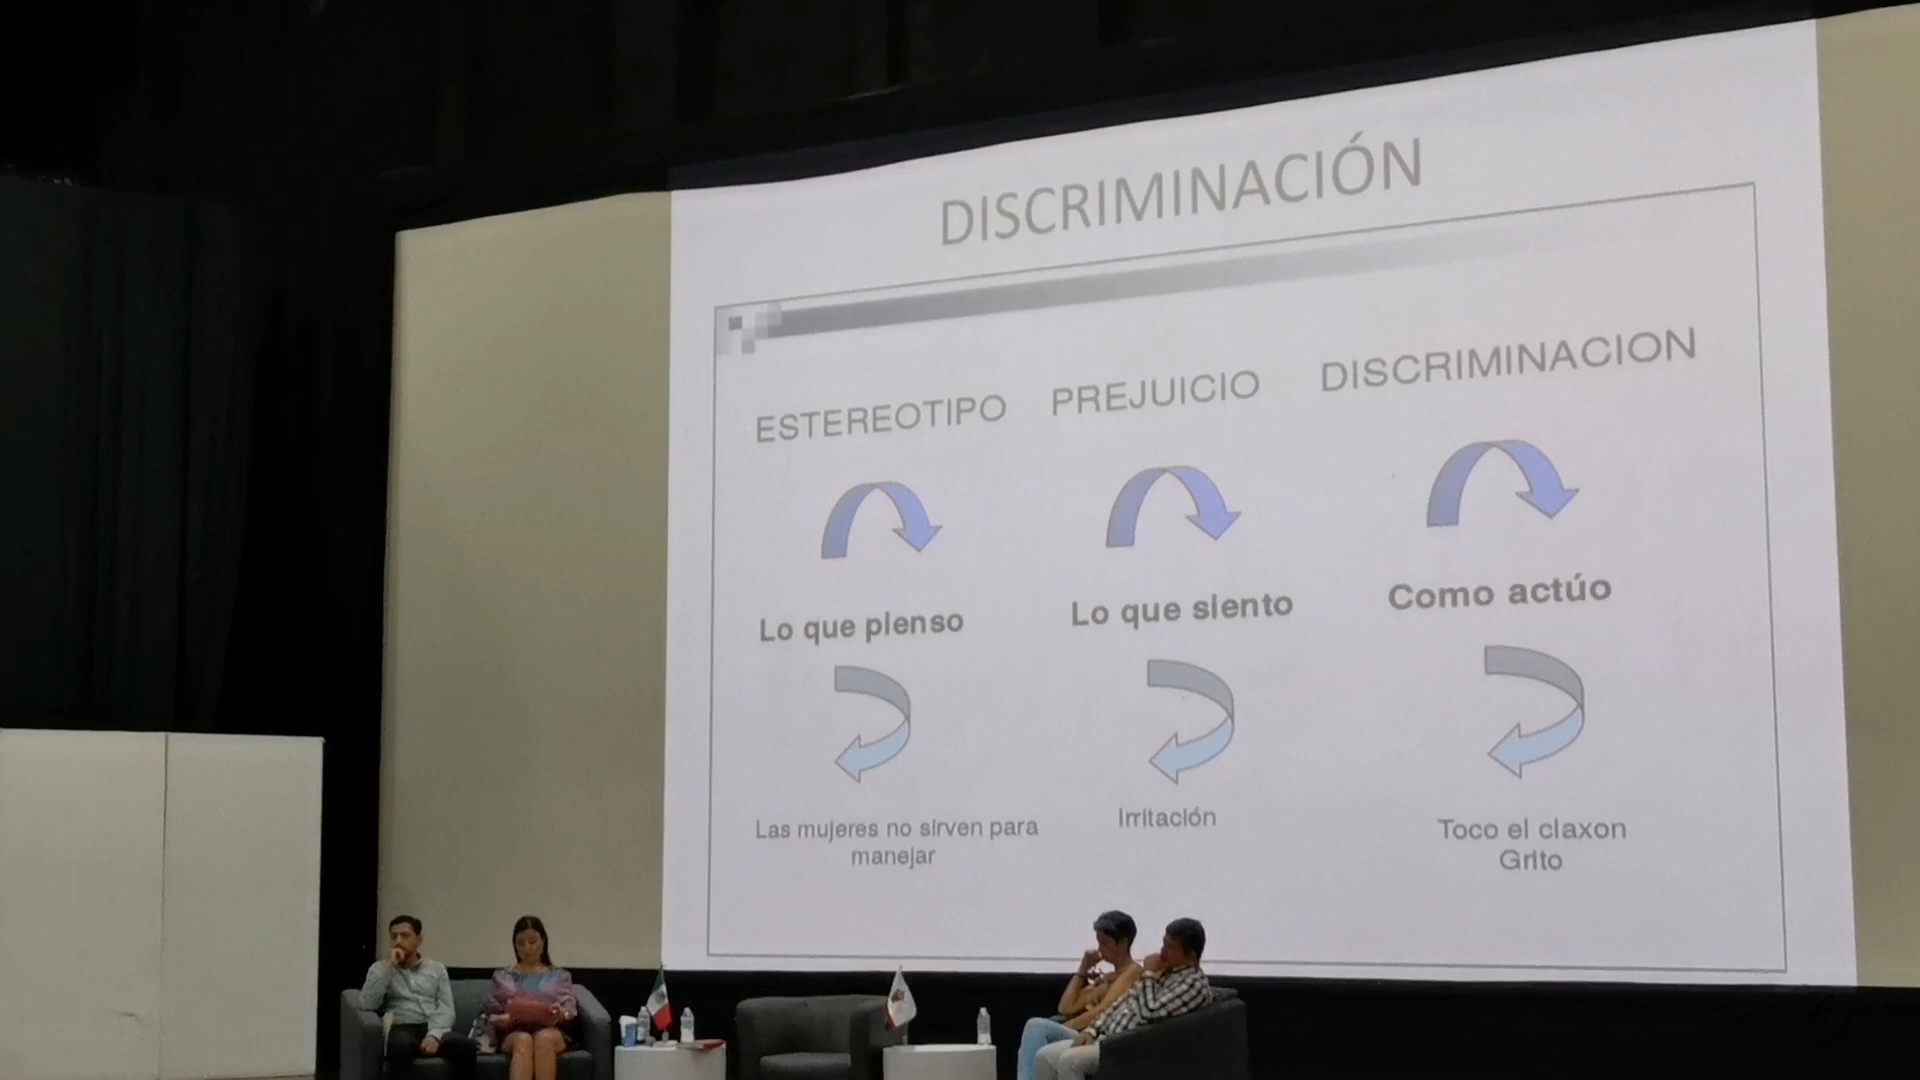 DISCRIMINACIÓN
ESTEREOTIPO
PREJUICIO
DISCRIMINACION
Lo que pienso
Lo que siento
Como actúo
Las mujeres no sirven para
manejar
Irritación
Toco el claxon
Grito